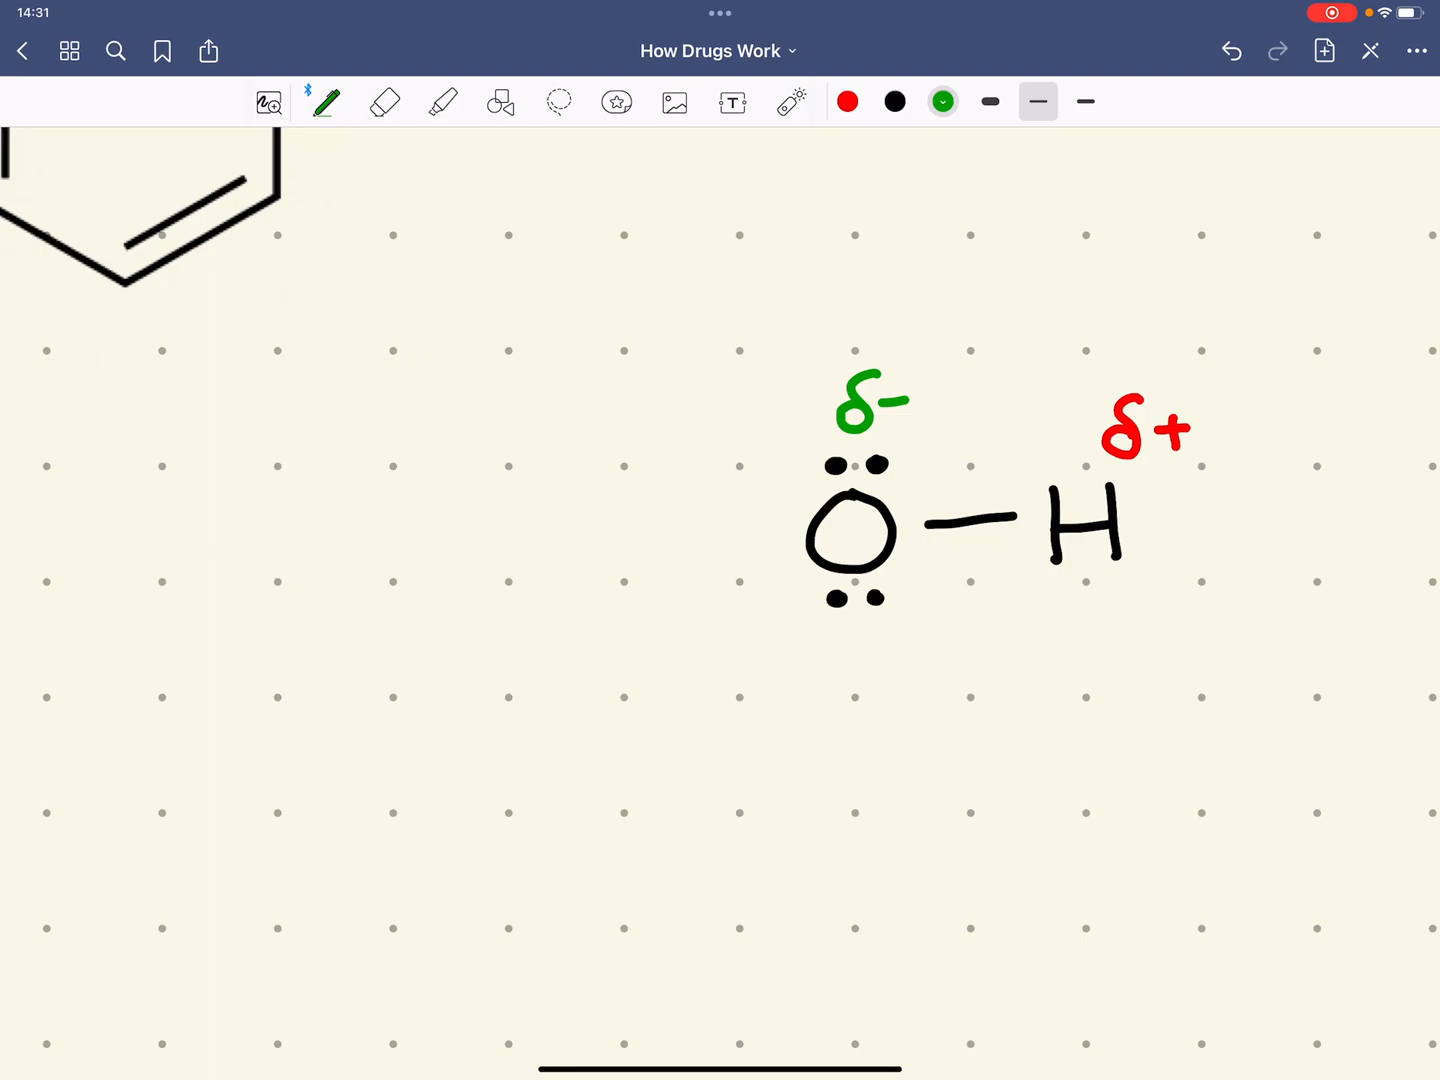 14:31
How Drugs Work
T
δ-
δ+
O — H